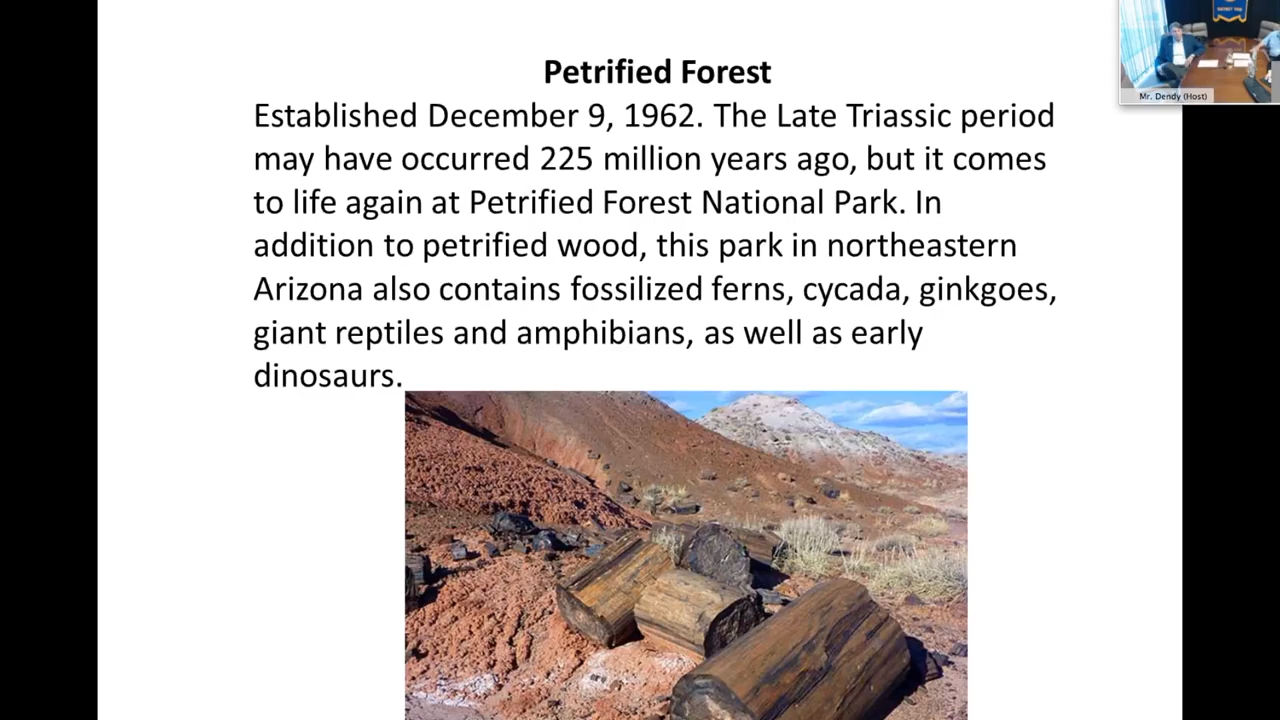 Petrified Forest
Established December 9, 1962. The Late Triassic period
may have occurred 225 million years ago, but it comes
to life again at Petrified Forest National Park. In
addition to petrified wood, this park in northeastern
Arizona also contains fossilized ferns, cycada, ginkgoes,
giant reptiles and amphibians, as well as early
dinosaurs.
Mr. Dendy (Host)